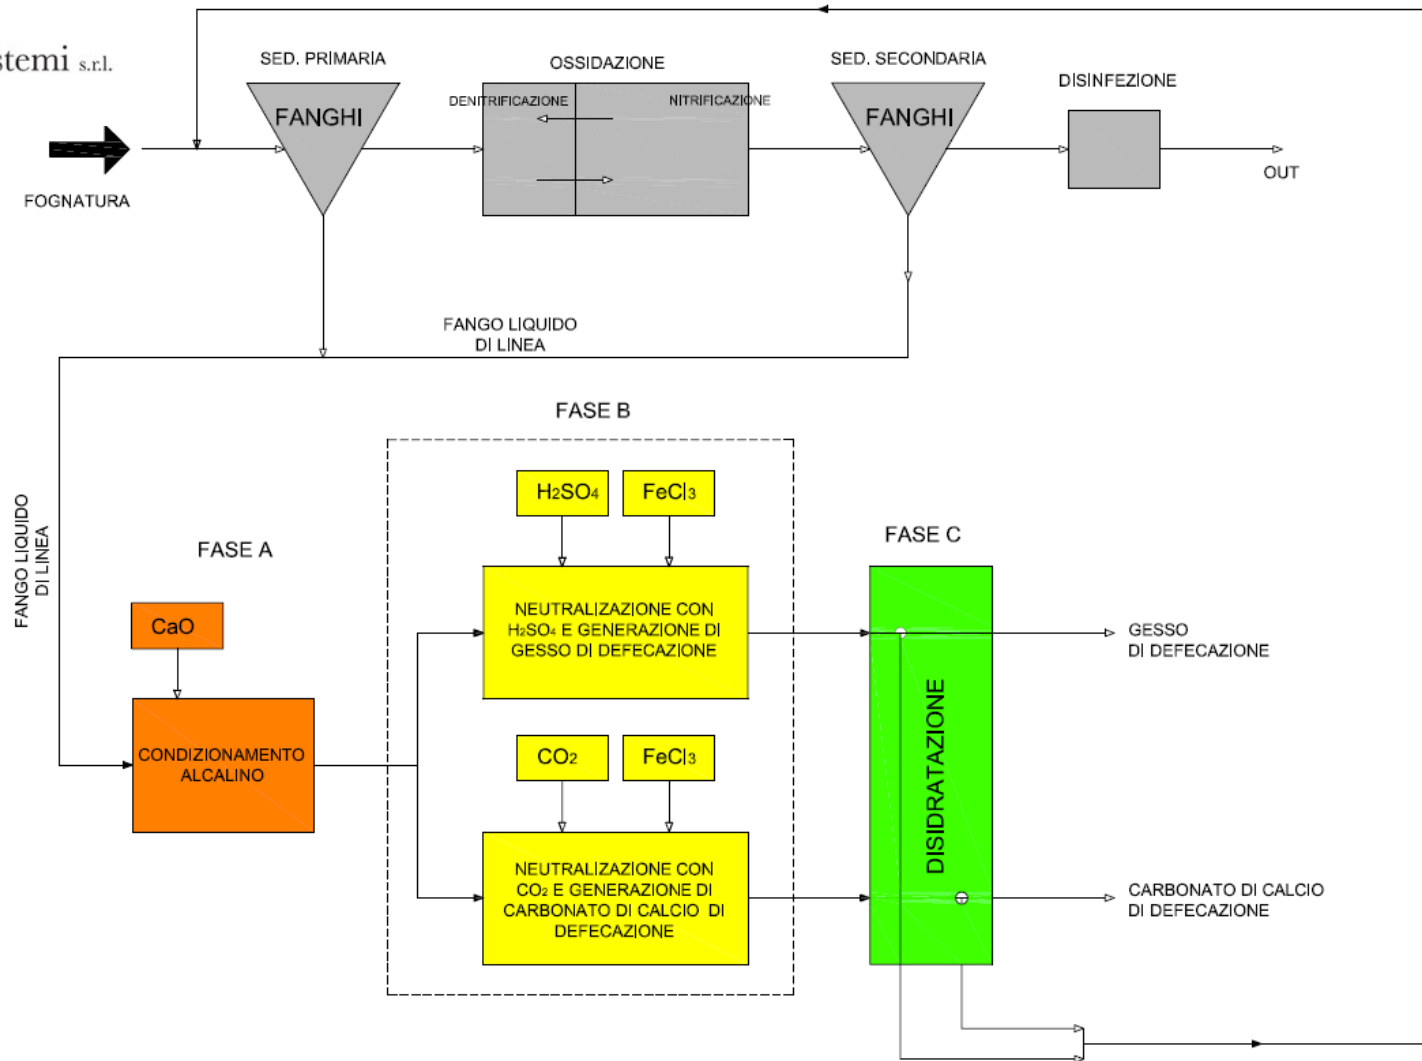 stemi s.r.l.
SED. PRIMARIA
OSSIDAZIONE
SED. SECONDARIA
DISINFEZIONE
FANGHI
DENITRIFICAZIONE
NITRIFICAZIONE
FANGHI
FOGNATURA
OUT
FANGO LIQUIDO
DI LINEA
FANGO LIQUIDO
DI LINEA
FASE B
FASE A
FASE C
H2SO4
FeCl3
CaO
NEUTRALIZAZIONE CON
H2SO4 E GENERAZIONE DI
GESSO DI DEFECAZIONE
GESSO
DI DEFECAZIONE
CONDIZIONAMENTO
ALCALINO
CO2
FeCl3
DISIDRATAZIONE
NEUTRALIZAZIONE CON
CO2 E GENERAZIONE DI
CARBONATO DI CALCIO DI
DEFECAZIONE
CARBONATO DI CALCIO
DI DEFECAZIONE